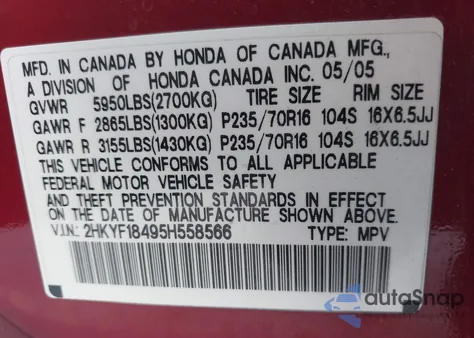 MFD. IN CANADA BY HONDA OF CANADA MFG.,
A DIVISION OF HONDA CANADA INC. 05/05
GVWR 5950LBS(2700KG) TIRE SIZE RIM SIZE
GAWR F 2865LBS(1300KG) P235/70R16 104S 16X6.5JJ
GAWR R 3155LBS(1430KG) P235/70R16 104S 16X6.5JJ
THIS VEHICLE CONFORMS TO ALL APPLICABLE
FEDERAL MOTOR VEHICLE SAFETY
AND THEFT PREVENTION STANDARDS IN EFFECT
ON THE DATE OF MANUFACTURE SHOWN ABOVE.
V.I.N.: 2HKYF18495H558566 TYPE: MPV
autoSnap